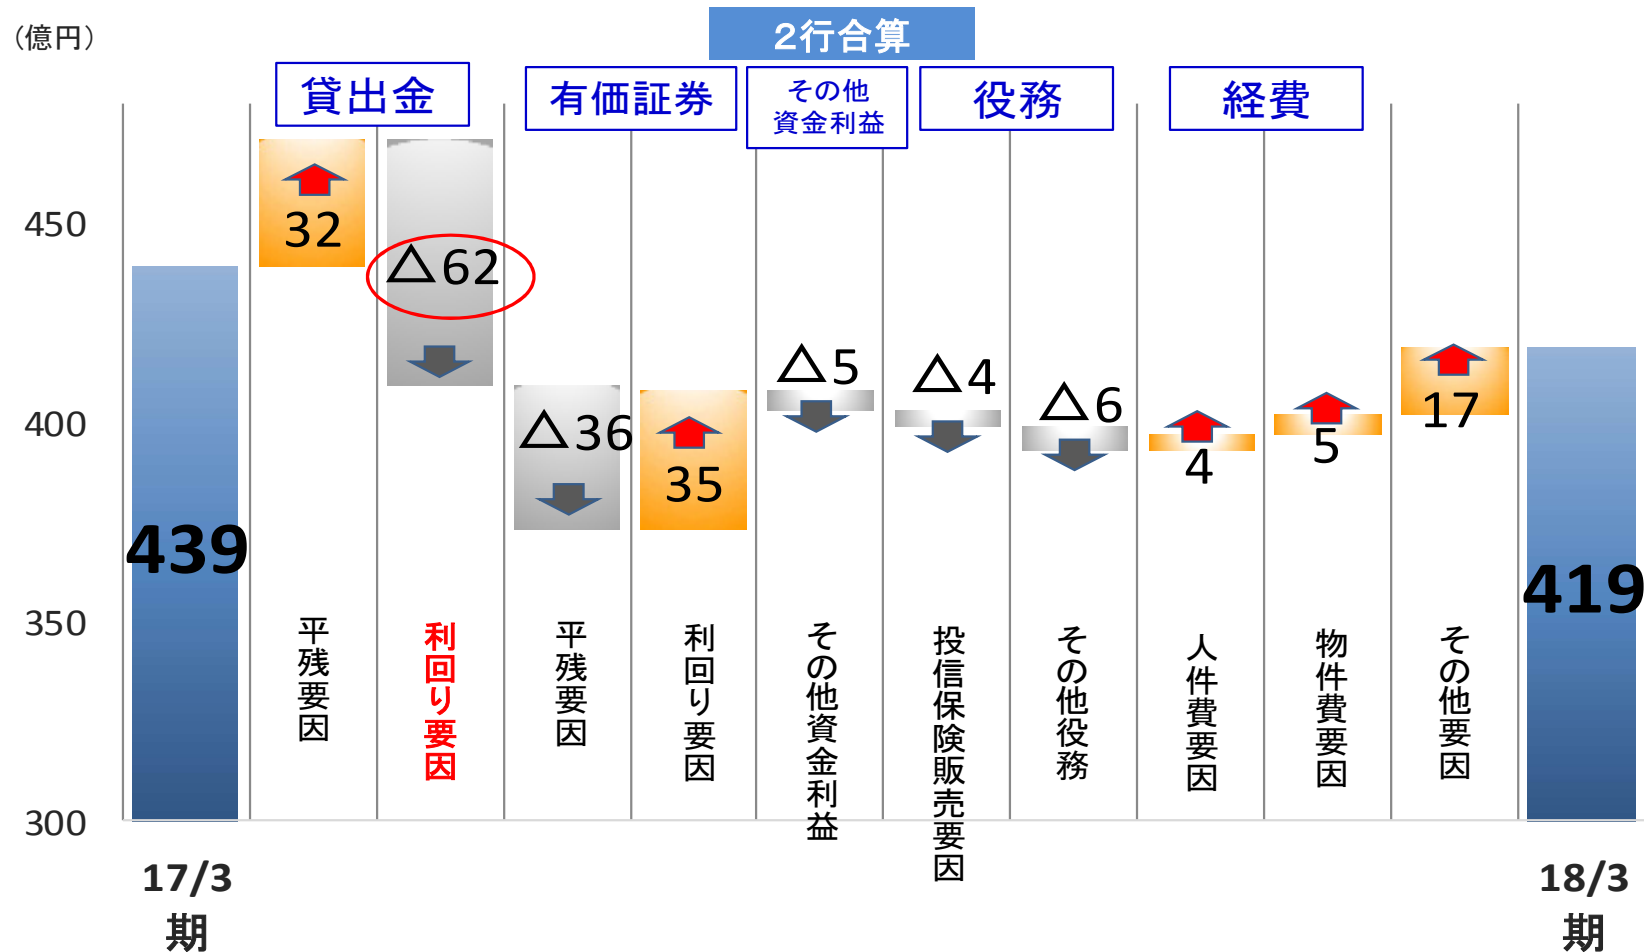 (億円)
2行合算
貸出金
有価証券
その他
資金利益
役務
経費
450
400
350
300
439
32
△62
△36
35
△5
△4
△6
4
5
17
419
平残要因
利回り要因
平残要因
利回り要因
その他資金利益
投信保険販売要因
その他役務
人件費要因
物件費要因
その他要因
17/3
期
18/3
期